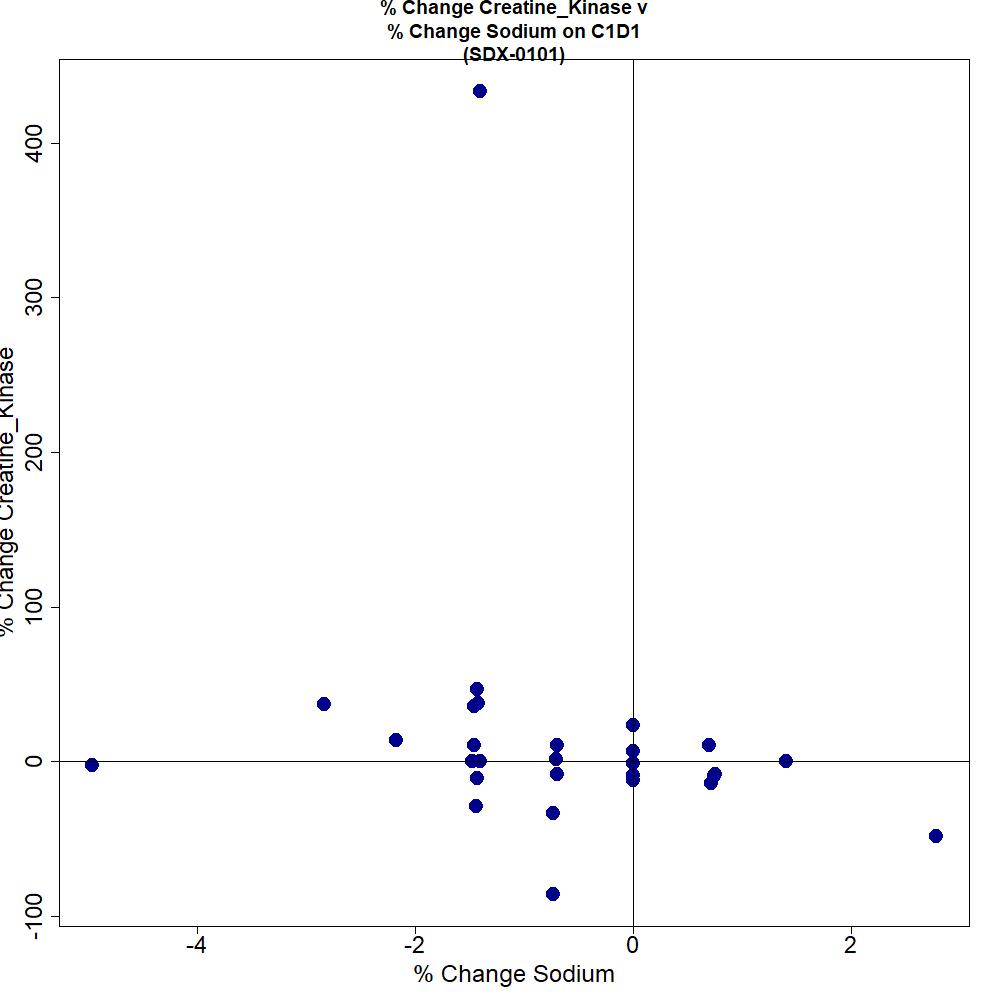 % Change Creatine_Kinase v
% Change Sodium on C1D1
(SDX-0101)
% Change Creatine_Kinase
400
300
200
100
0
-100
-4
-2
0
2
% Change Sodium